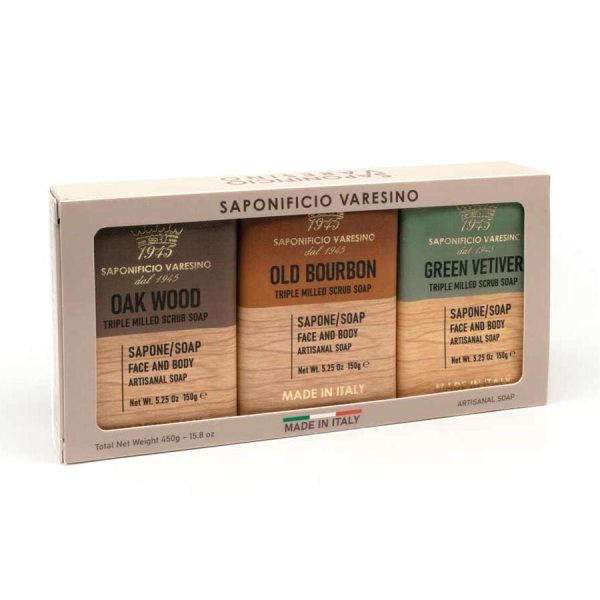 SAPONIFICIO
VARESINO
SAPONIFICIO VARESINO
1945
SAPONIFICIO VARESINO
dal 1945
OAK WOOD
TRIPLE MILLED SCRUB SOAP
SAPONE/SOAP
FACE AND BODY
ARTISANAL SOAP
Net Wt. 5.25 Oz 150g e
OLD BOURBON
TRIPLE MILLED SCRUB SOAP
SAPONE/SOAP
FACE AND BODY
ARTISANAL SOAP
Net Wt. 5.25 Oz 150g e
MADE IN ITALY
1945
SAPONIFICIO VARESINO
dal 1945
GREEN VETIVER
TRIPLE MILLED SCRUB SOAP
SAPONE/SOAP
FACE AND BODY
ARTISANAL SOAP
Net Wt. 5.25 Oz 150g e
MADE IN ITALY
Total Net Weight 450g – 15.8 oz
MADE IN ITALY
ARTISANAL SOAP